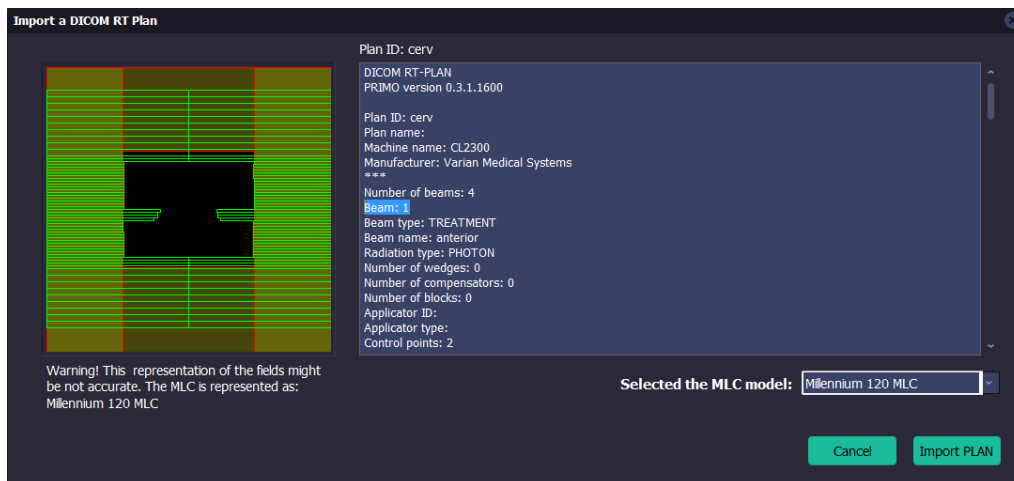 Import a DICOM RT Plan
Plan ID: cerv
DICOM RT-PLAN
PRIMO version 0.3.1.1600
Plan ID: cerv
Plan name:
Machine name: CL2300
Manufacturer: Varian Medical Systems
***
Number of beams: 4
Beam: 1
Beam type: TREATMENT
Beam name: anterior
Radiation type: PHOTON
Number of wedges: 0
Number of compensators: 0
Number of blocks: 0
Applicator ID:
Applicator type:
Control points: 2
Warning! This representation of the fields might
be not accurate. The MLC is represented as:
Millennium 120 MLC
Selected the MLC model: Millennium 120 MLC
Cancel Import PLAN